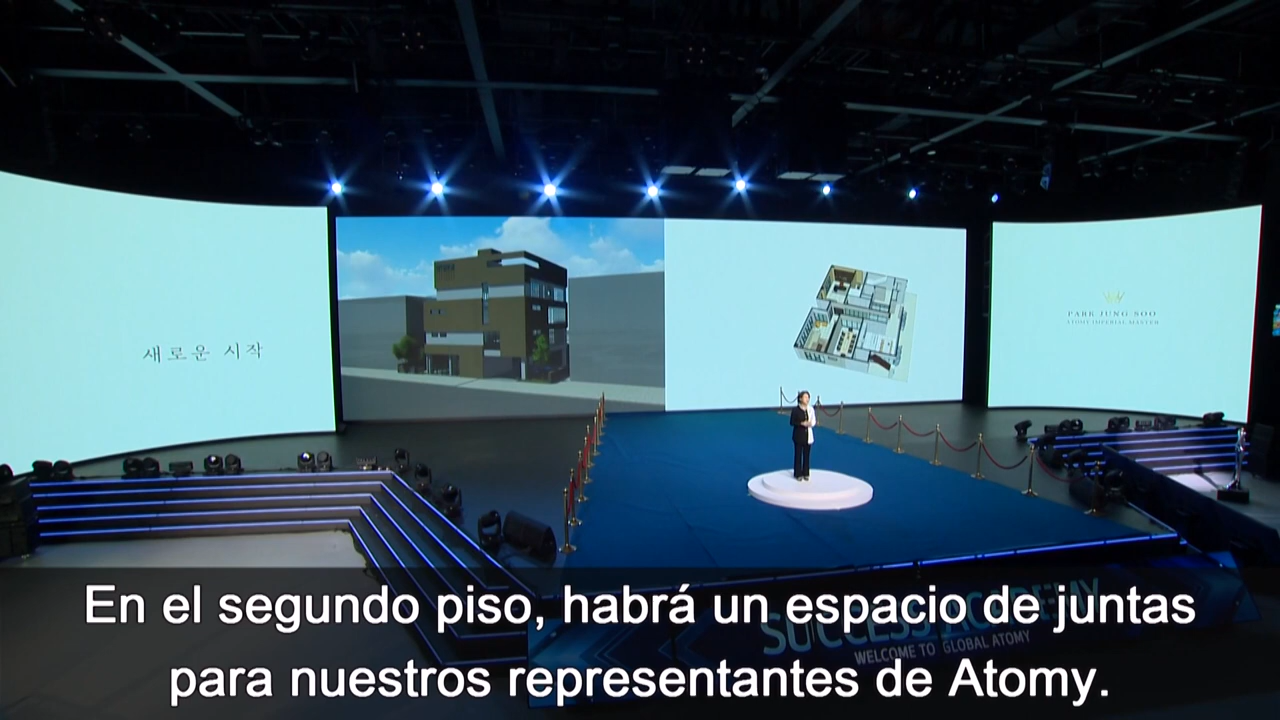 새로운 시작
PARK JUNG SOO
ATOMY IMPERIAL MASTER
SUCCESS ACADEMY
WELCOME TO GLOBAL ATOMY
En el segundo piso, habrá un espacio de juntas
para nuestros representantes de Atomy.